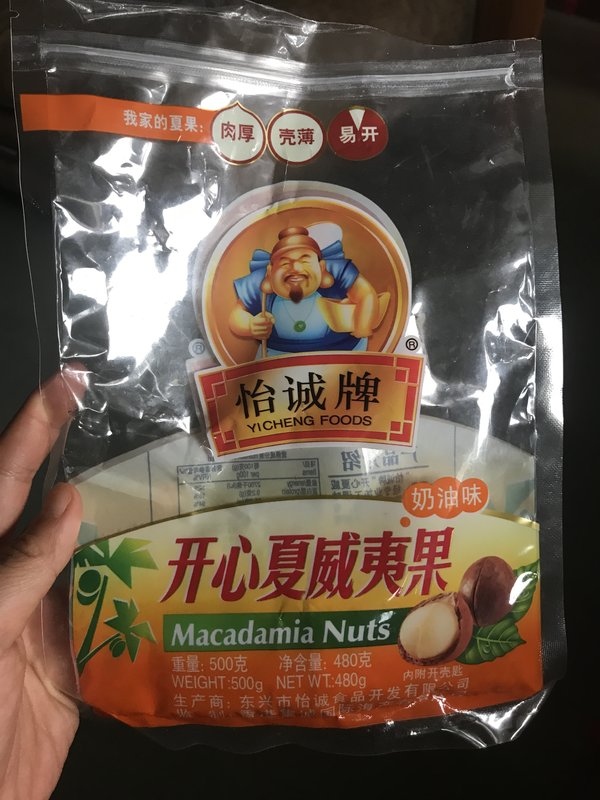 我家的夏果: 肉厚 壳薄 易开
® ®
怡诚牌
YICHENG FOODS
奶油味
开心夏威夷果
Macadamia Nuts
重量: 500克 净含量: 480克
WEIGHT:500g NET WT:480g
内附开壳匙
生产商: 东兴市怡诚食品开发有限公司